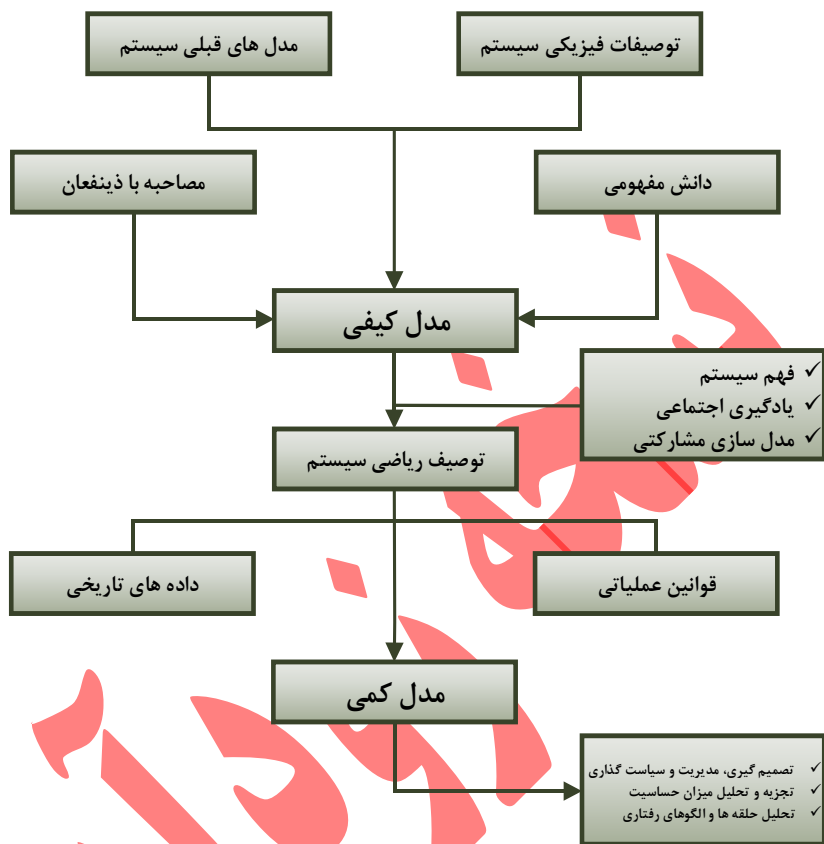 توصیفات فیزیکی سیستم
مدل های قبلی سیستم
دانش مفهومی
مصاحبه با ذینفعان
مدل کیفی
✓ فهم سیستم
✓ یادگیری اجتماعی
✓ مدل سازی مشارکتی
توصیف ریاضی سیستم
قوانین عملیاتی
داده های تاریخی
مدل کمی
✓ تصمیم گیری، مدیریت و سیاست گذاری
✓ تجزیه و تحلیل میزان حساسیت
✓ تحلیل حلقه ها و الگوهای رفتاری